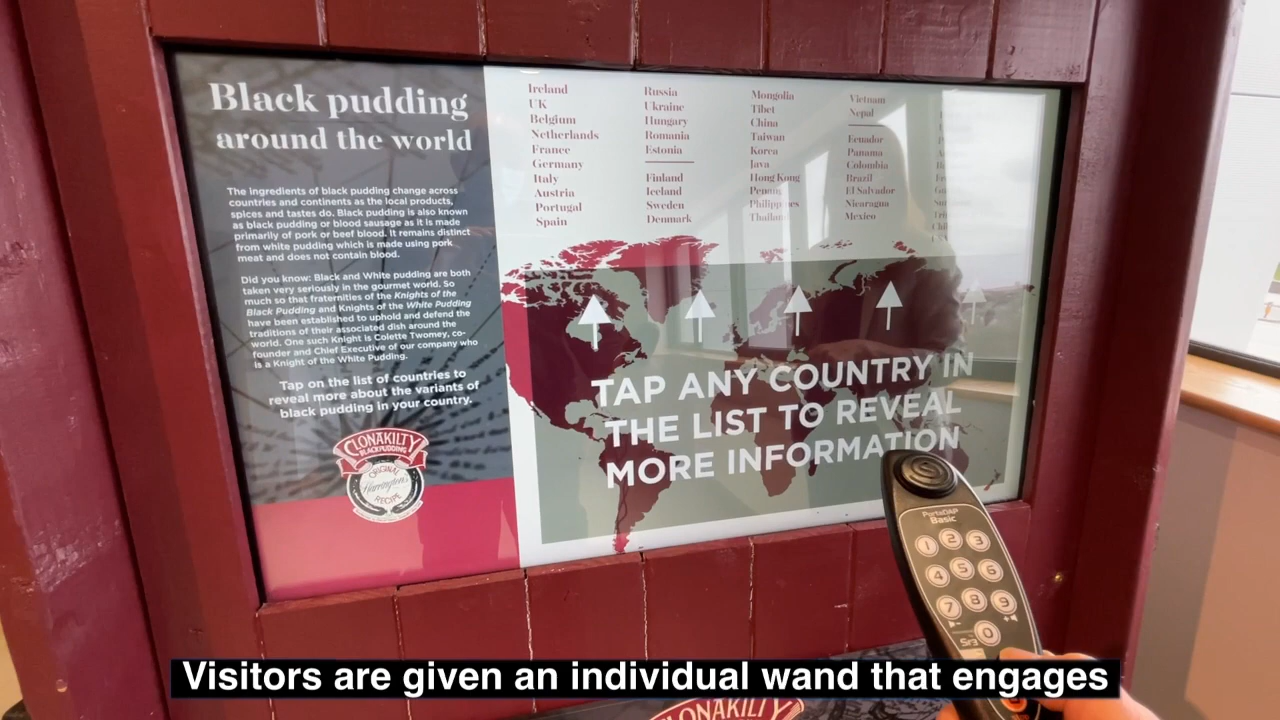 Black pudding
around the world
The ingredients of black pudding change across
countries and continents as the local products,
spices and tastes do. Black pudding is also known
as black pudding or blood sausage as it is made
primarily of pork or beef blood. It remains distinct
from white pudding which is made using pork
meat and does not contain blood.
Did you know: Black and White pudding are both
taken very seriously in the gourmet world. So
much so that fraternities of the Knights of the
Black Pudding and Knights of the White Pudding
have been established to uphold and defend the
traditions of their associated dish around the
world. One such Knight is Colette Twomey, co-
founder and Chief Executive of our company who
is a Knight of the White Pudding.
Tap on the list of countries to
reveal more about the variants of
black pudding in your country.
CLONAKILTY
BLACKPUDDING
ORIGINAL
Harrington's
RECIPE
Ireland
UK
Belgium
Netherlands
France
Germany
Italy
Austria
Portugal
Spain
Russia
Ukraine
Hungary
Romania
Estonia
Finland
Iceland
Sweden
Denmark
Mongolia
Tibet
China
Taiwan
Korea
Java
Hong Kong
Penang
Philippines
Thailand
Vietnam
Nepal
Ecuador
Panama
Colombia
Brazil
El Salvador
Nicaragua
Mexico
TAP ANY COUNTRY IN
THE LIST TO REVEAL
MORE INFORMATION
PortaDAP
Basic
1 2 3
4 5 6
7 8 9
0
CLONAKILTY
Visitors are given an individual wand that engages